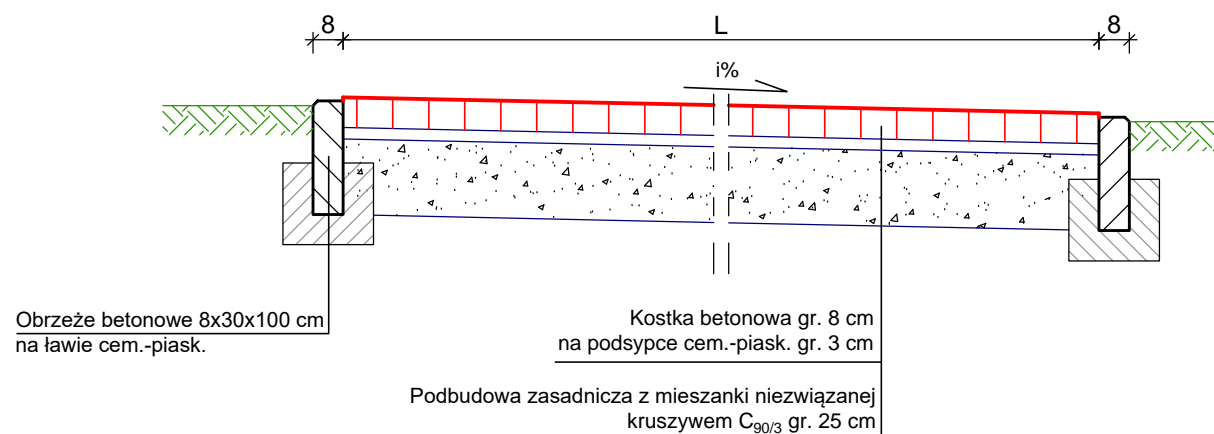 8 L 8
i%
Obrzeże betonowe 8x30x100 cm
na ławie cem.-piask.
Kostka betonowa gr. 8 cm
na podsypce cem.-piask. gr. 3 cm
Podbudowa zasadnicza z mieszanki niezwiązanej
kruszywem C90/3 gr. 25 cm